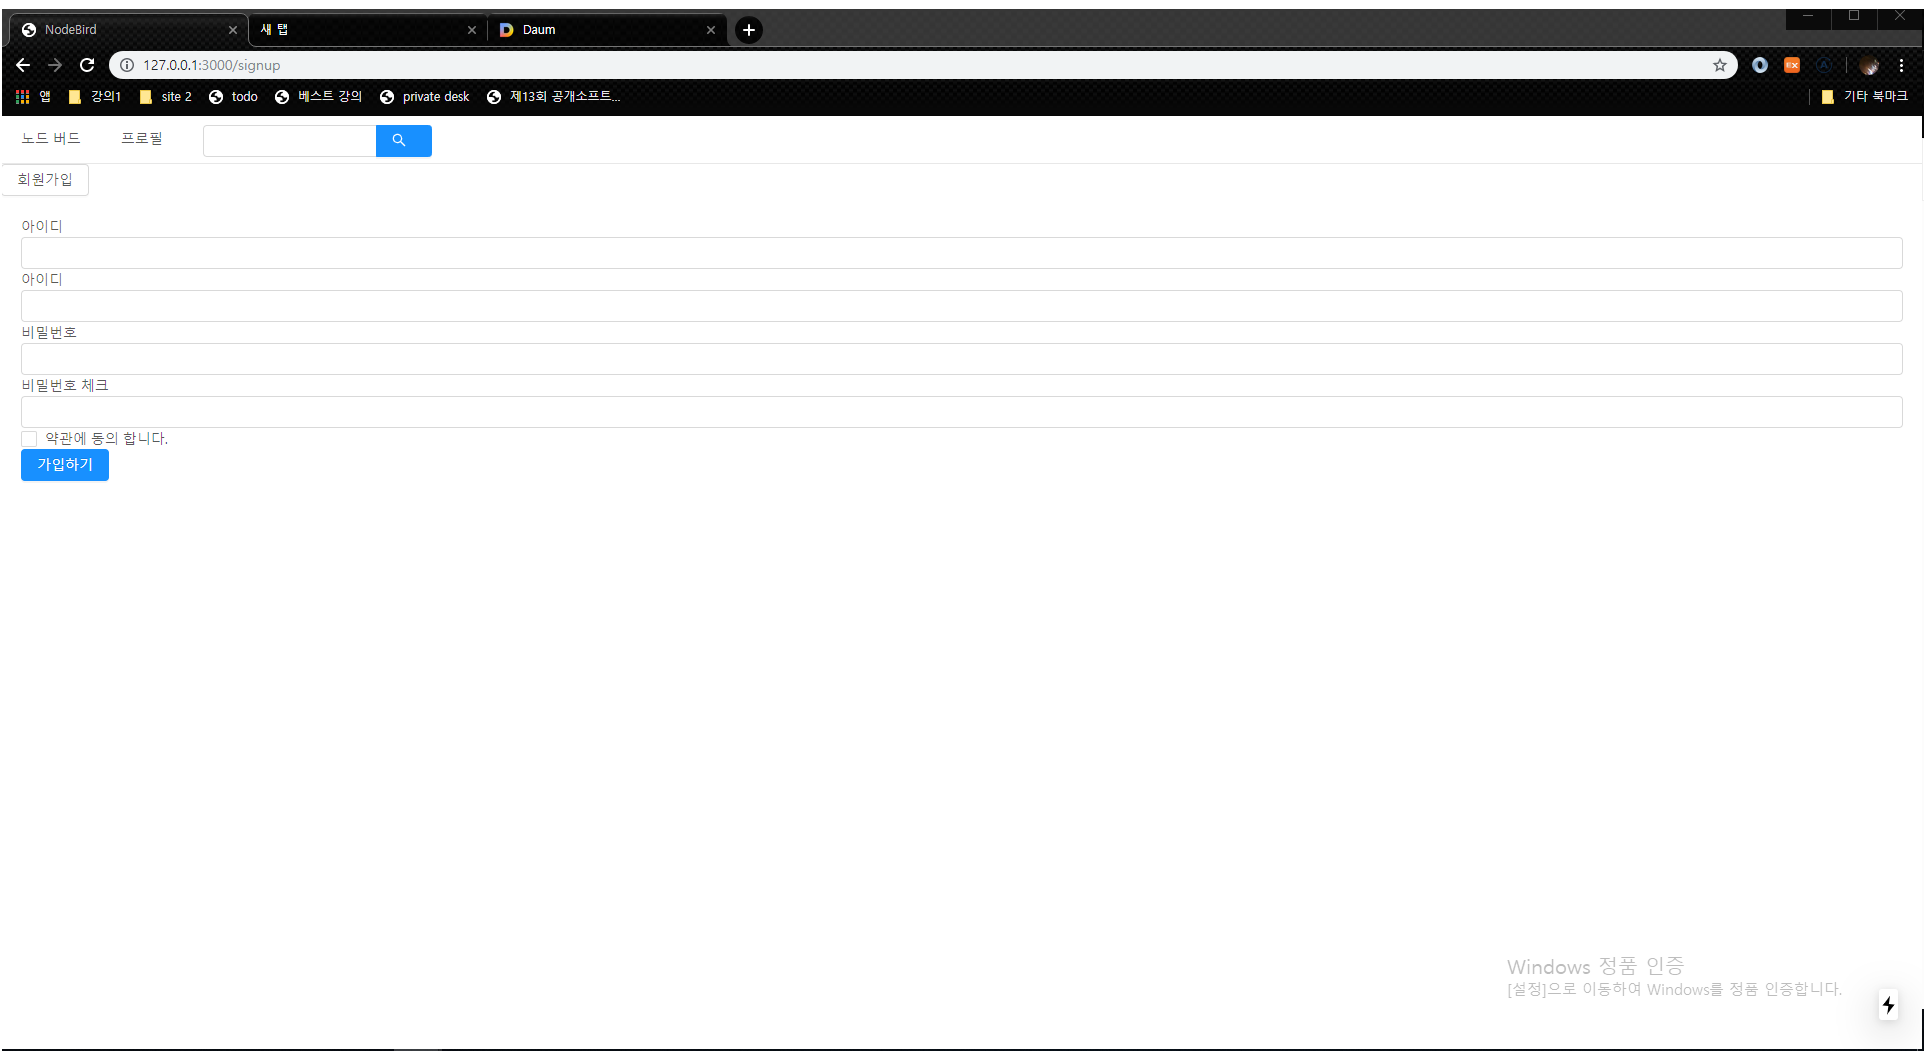 NodeBird
새 탭
Daum
127.0.0.1:3000/signup
앱 강의1 site 2 todo 베스트 강의 private desk 제13회 공개소프트... 기타 북마크
노드 버드 프로필
회원가입
아이디
아이디
비밀번호
비밀번호 체크
약관에 동의 합니다.
가입하기
Windows 정품 인증
[설정]으로 이동하여 Windows를 정품 인증합니다.